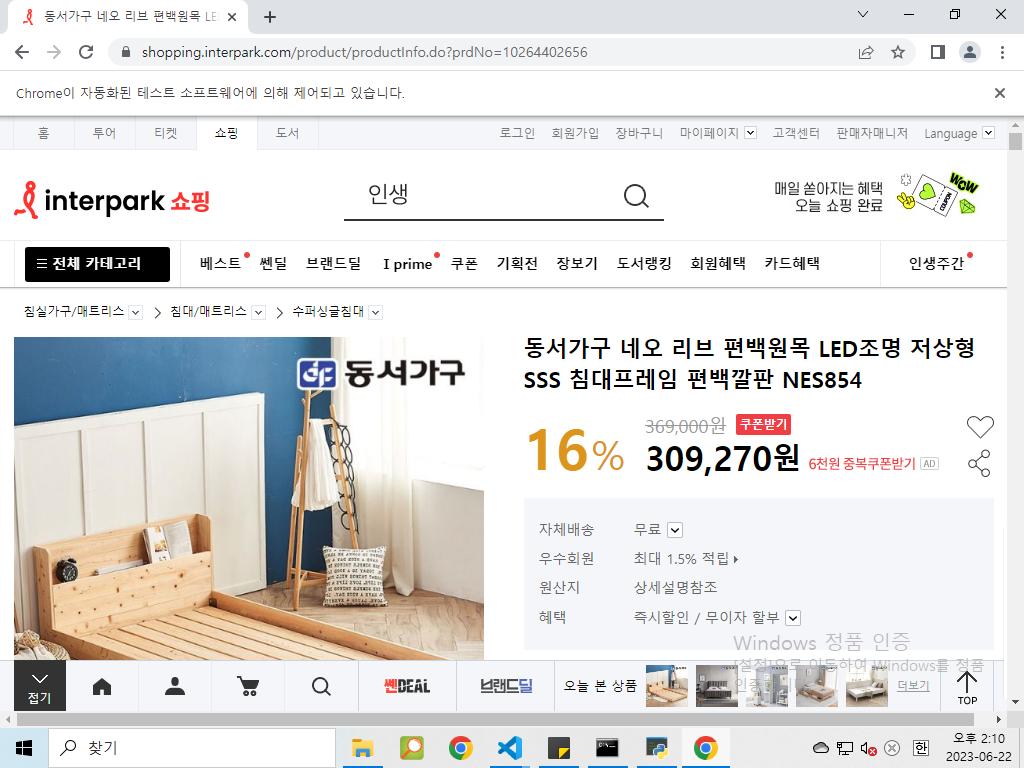 동서가구 네오 리브 편백원목 LE
shopping.interpark.com/product/productInfo.do?prdNo=10264402656
Chrome이 자동화된 테스트 소프트웨어에 의해 제어되고 있습니다.
홈 투어 티켓 쇼핑 도서 로그인 회원가입 장바구니 마이페이지 고객센터 판매자매니저 Language
interpark 쇼핑 인생 매일 쏟아지는 혜택
오늘 쇼핑 완료
WOW
COUPON
전체 카테고리 베스트 쎈딜 브랜드딜 I prime 쿠폰 기획전 장보기 도서랭킹 회원혜택 카드혜택 인생주간
침실가구/매트리스 침대/매트리스 수퍼싱글침대
동서가구
동서가구 네오 리브 편백원목 LED조명 저상형
SSS 침대프레임 편백깔판 NES854
16% 369,000원 쿠폰받기
309,270원 6천원 중복쿠폰받기 AD
자체배송 무료
우수회원 최대 1.5% 적립
원산지 상세설명참조
혜택 즉시할인 / 무이자 할부
Windows 정품 인증
[설정]으로 이동하여 Windows를 정품
인증
접기 쎈DEAL 브랜드딜 오늘 본 상품 더보기 TOP
찾기 한 오후 2:10
2023-06-22